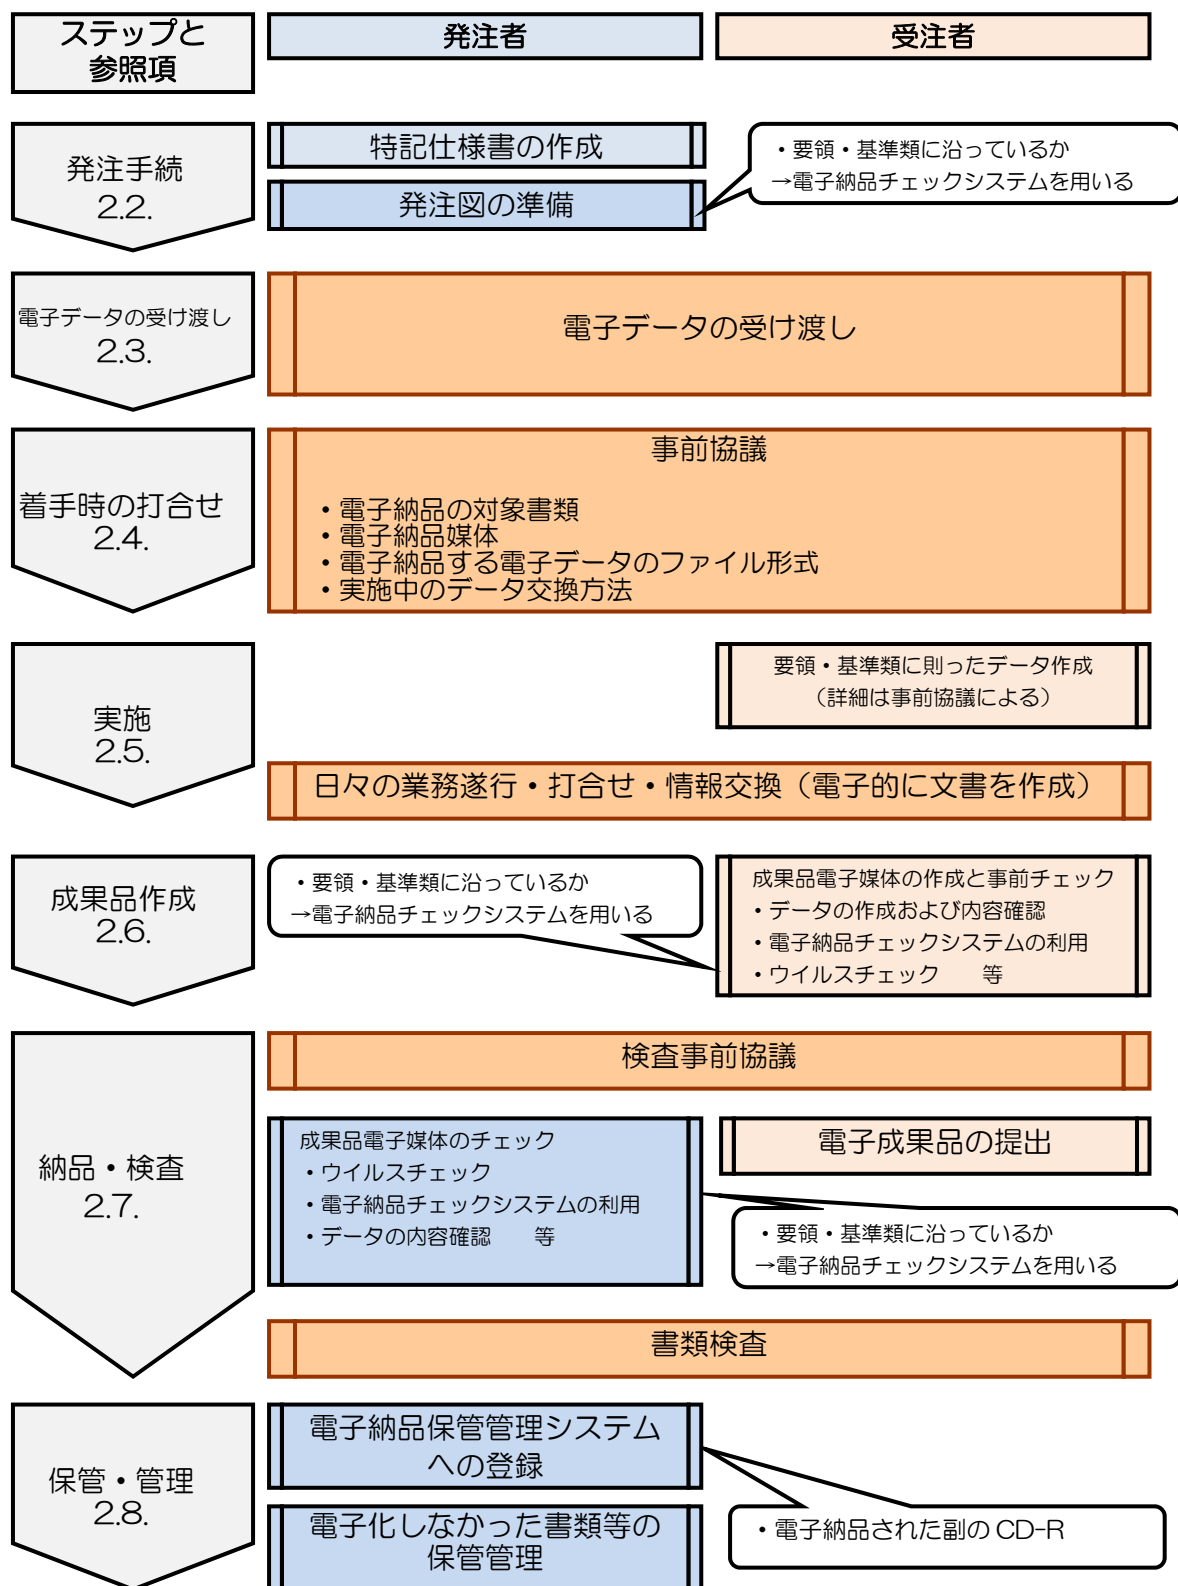 ステップと
参照項
発注者
受注者
発注手続
2.2.
特記仕様書の作成
発注図の準備
・要領・基準類に沿っているか
→電子納品チェックシステムを用いる
電子データの受け渡し
2.3.
電子データの受け渡し
着手時の打合せ
2.4.
事前協議
・電子納品の対象書類
・電子納品媒体
・電子納品する電子データのファイル形式
・実施中のデータ交換方法
実施
2.5.
要領・基準類に則ったデータ作成
（詳細は事前協議による）
日々の業務遂行・打合せ・情報交換（電子的に文書を作成）
成果品作成
2.6.
・要領・基準類に沿っているか
→電子納品チェックシステムを用いる
成果品電子媒体の作成と事前チェック
・データの作成および内容確認
・電子納品チェックシステムの利用
・ウイルスチェック　　等
納品・検査
2.7.
検査事前協議
成果品電子媒体のチェック
・ウイルスチェック
・電子納品チェックシステムの利用
・データの内容確認　　等
電子成果品の提出
・要領・基準類に沿っているか
→電子納品チェックシステムを用いる
書類検査
保管・管理
2.8.
電子納品保管管理システム
への登録
電子化しなかった書類等の
保管管理
・電子納品された副の CD-R